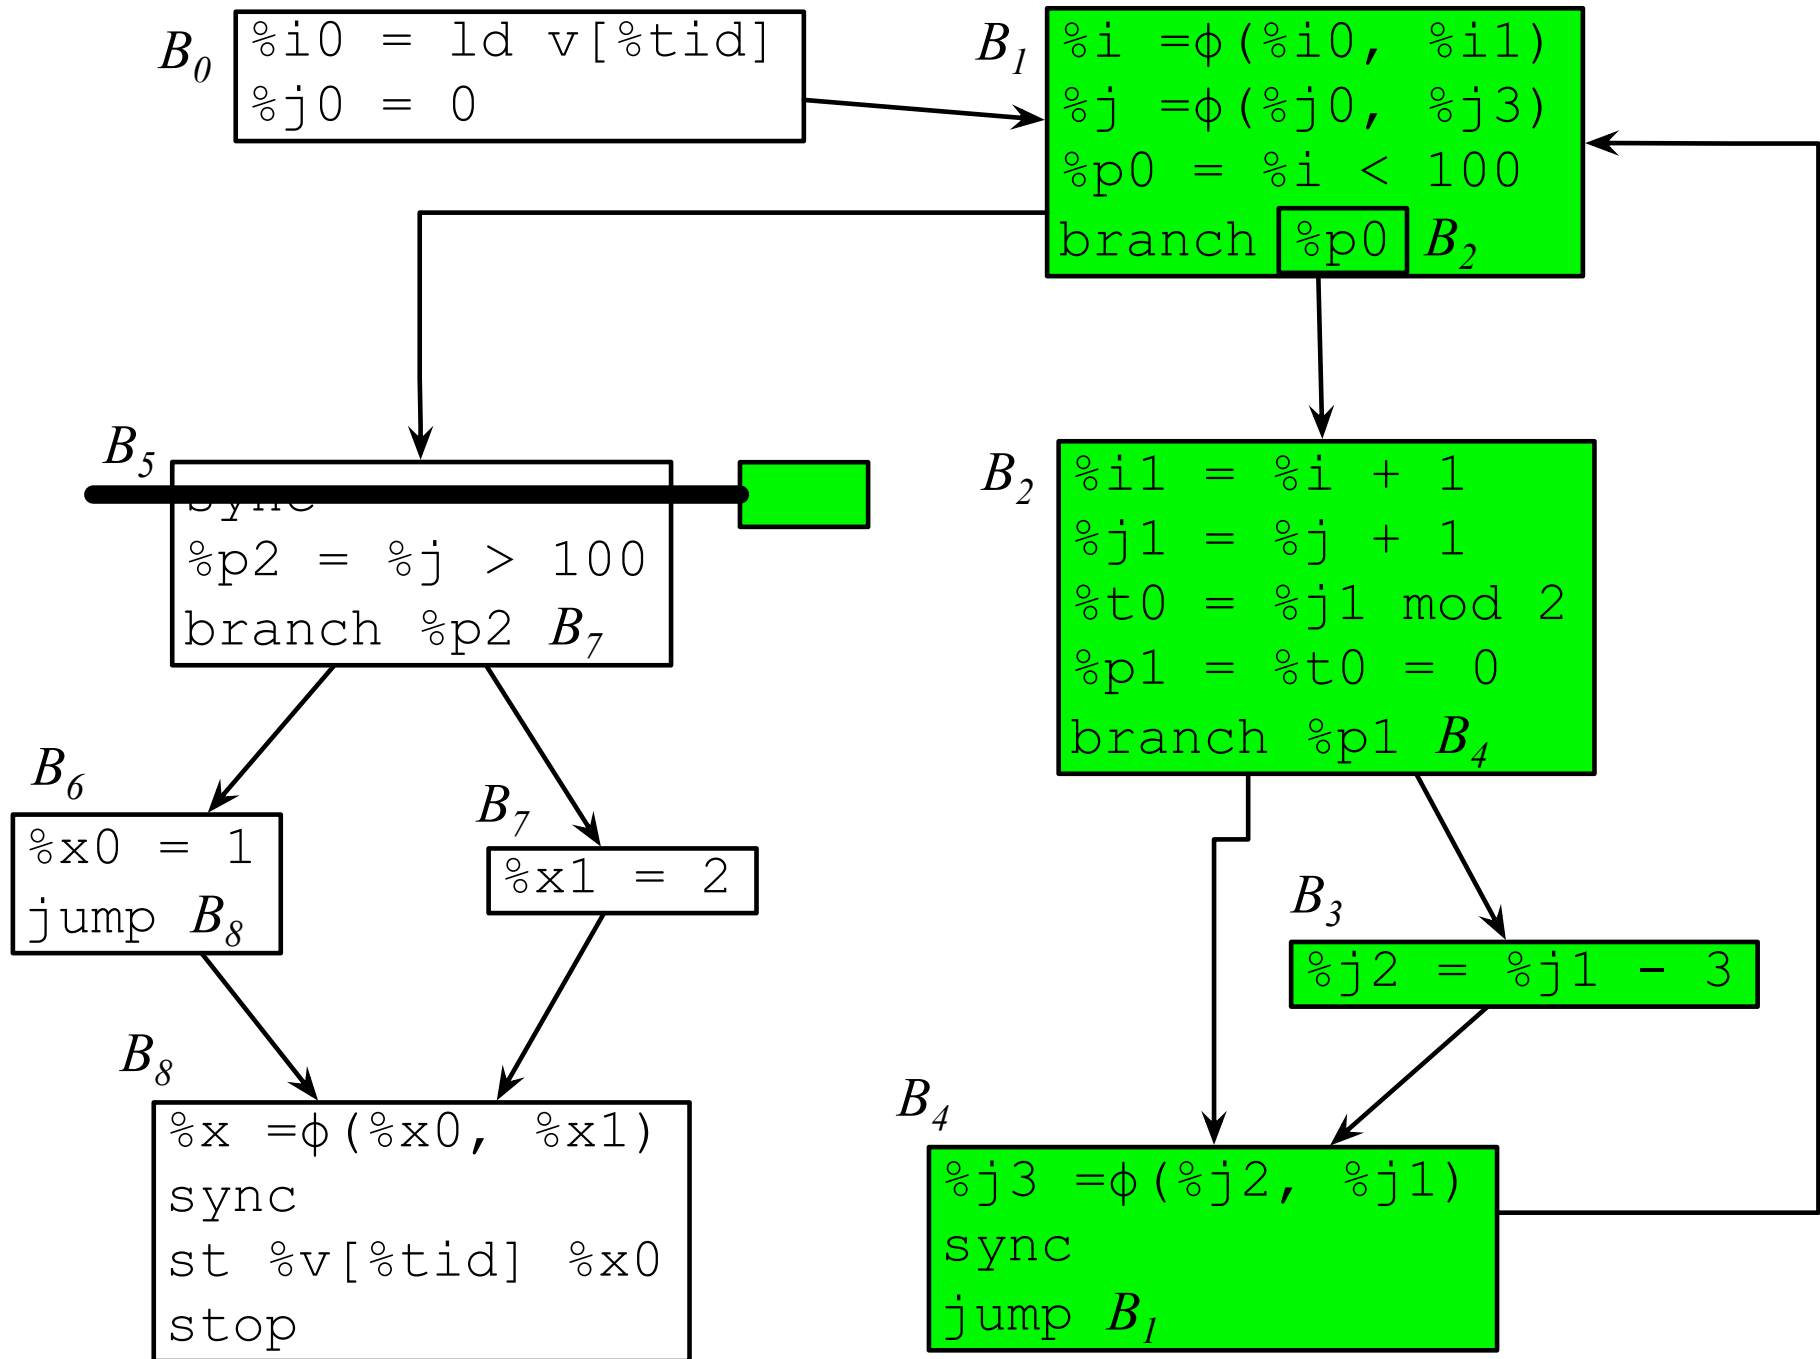 B0
%i0 = ld v[%tid]
%j0 = 0
B1
%i =ϕ(%i0, %i1)
%j =ϕ(%j0, %j3)
%p0 = %i < 100
branch %p0 B2
B5
sync
%p2 = %j > 100
branch %p2 B7
B2
%i1 = %i + 1
%j1 = %j + 1
%t0 = %j1 mod 2
%p1 = %t0 = 0
branch %p1 B4
B6
%x0 = 1
jump B8
B7
%x1 = 2
B3
%j2 = %j1 - 3
B8
%x =ϕ(%x0, %x1)
sync
st %v[%tid] %x0
stop
B4
%j3 =ϕ(%j2, %j1)
sync
jump B1